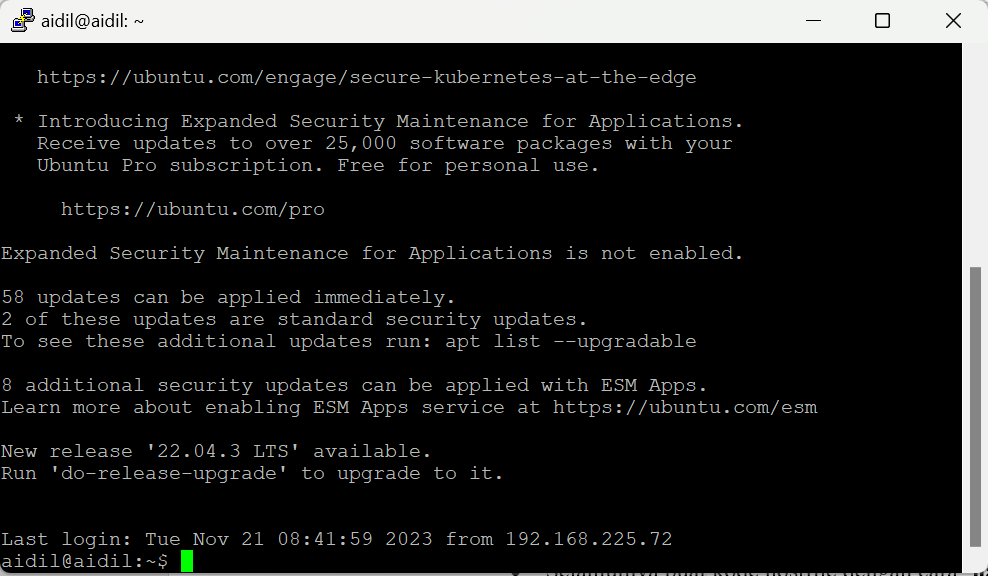 aidil@aidil: ~
https://ubuntu.com/engage/secure-kubernetes-at-the-edge
* Introducing Expanded Security Maintenance for Applications.
Receive updates to over 25,000 software packages with your
Ubuntu Pro subscription. Free for personal use.
https://ubuntu.com/pro
Expanded Security Maintenance for Applications is not enabled.
58 updates can be applied immediately.
2 of these updates are standard security updates.
To see these additional updates run: apt list --upgradable
8 additional security updates can be applied with ESM Apps.
Learn more about enabling ESM Apps service at https://ubuntu.com/esm
New release '22.04.3 LTS' available.
Run 'do-release-upgrade' to upgrade to it.
Last login: Tue Nov 21 08:41:59 2023 from 192.168.225.72
aidil@aidil:~$